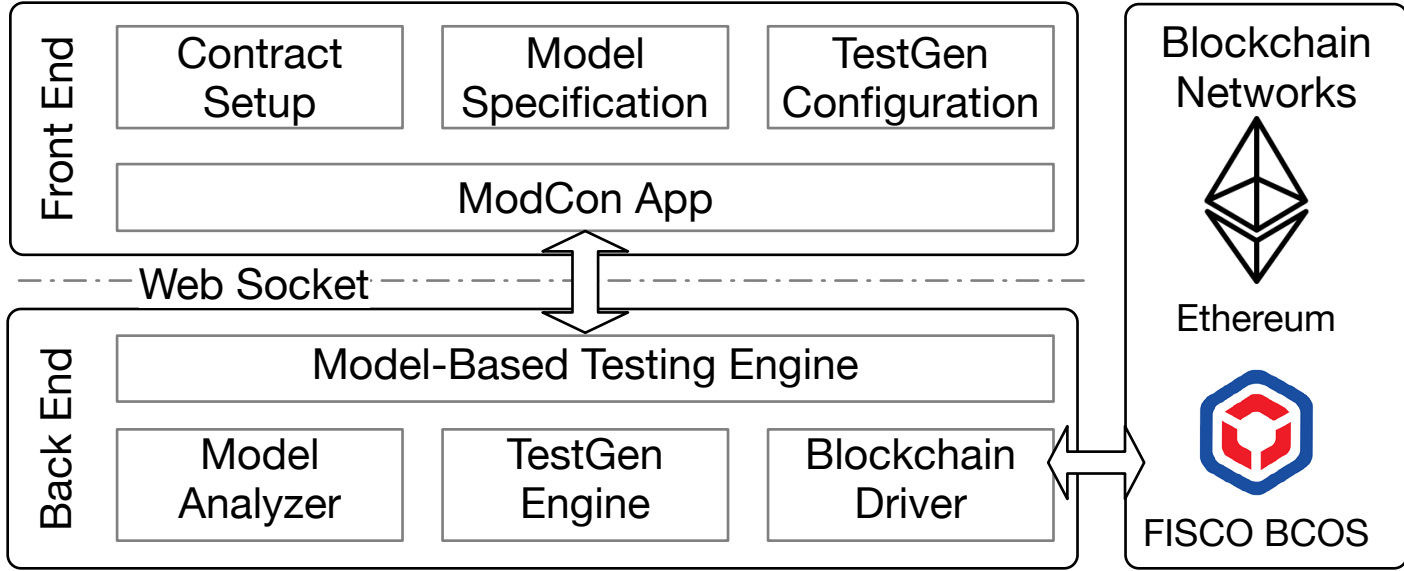 Front End
Contract
Setup
Model
Specification
TestGen
Configuration
ModCon App
Web Socket
Back End
Model-Based Testing Engine
Model
Analyzer
TestGen
Engine
Blockchain
Driver
Blockchain
Networks
Ethereum
FISCO BCOS